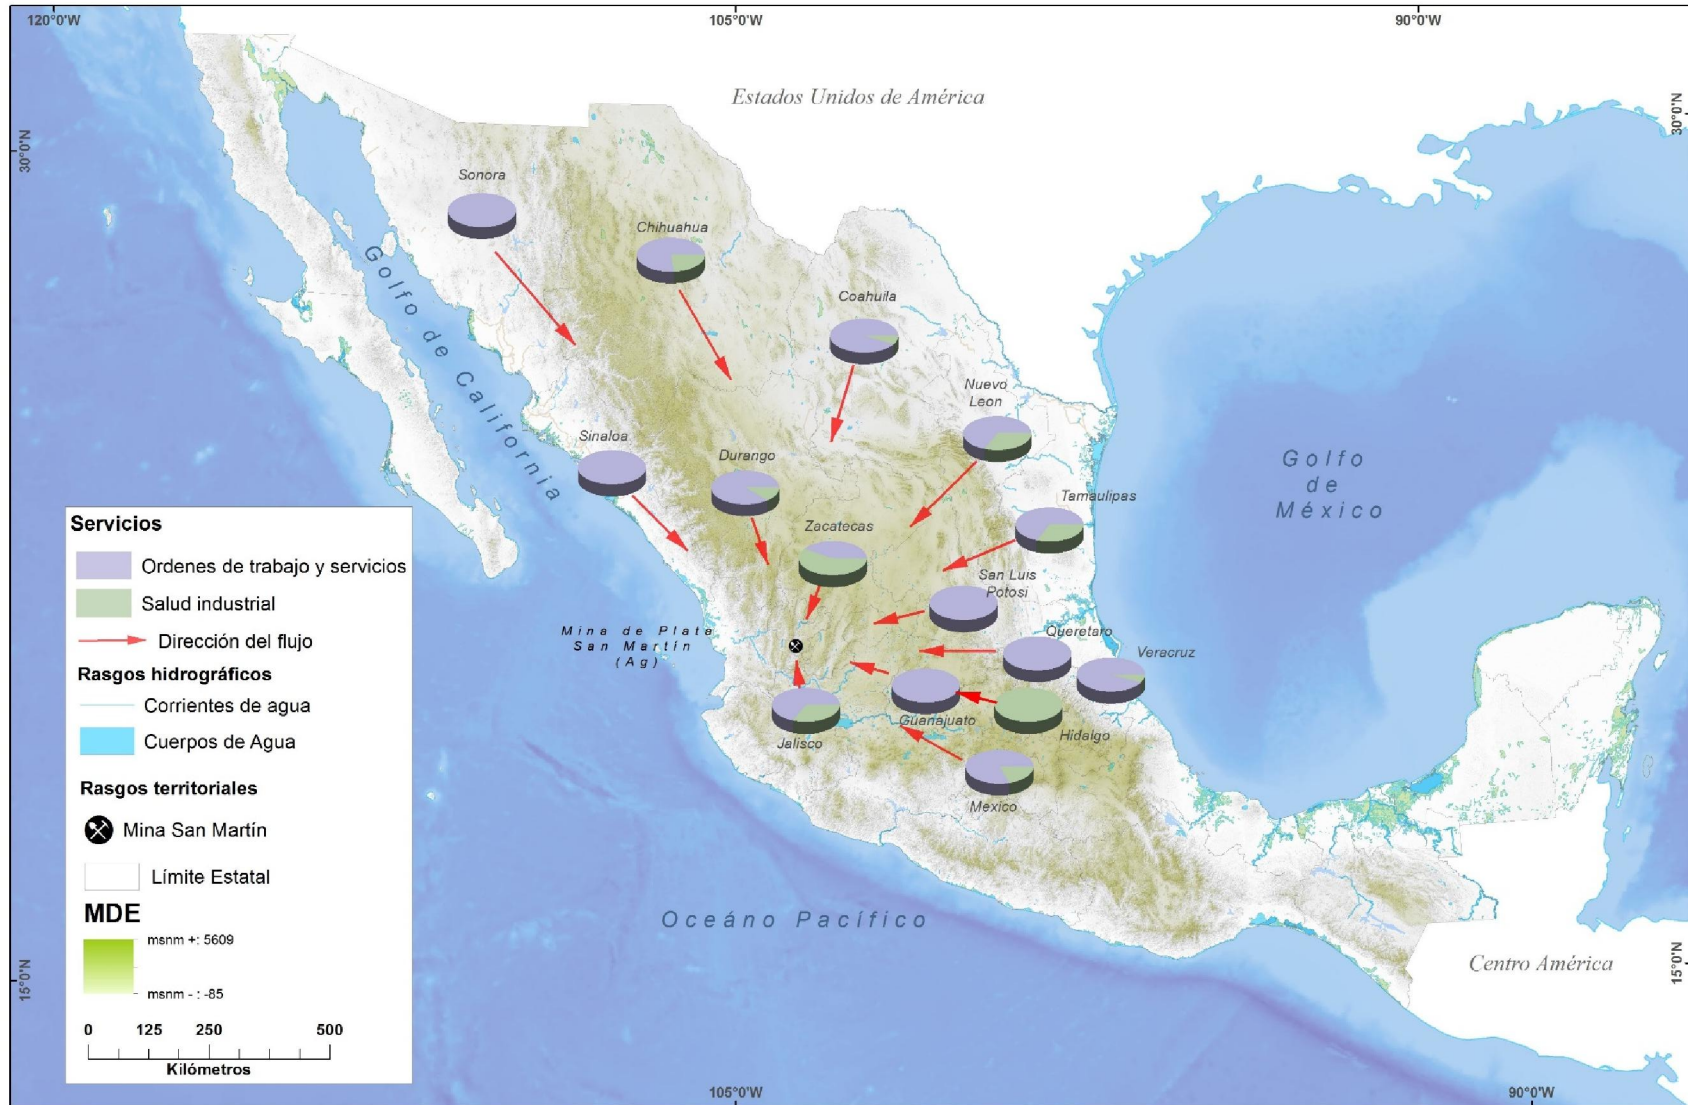 120°0'W
105°0'W
90°0'W
30°0'N
30°0'N
Estados Unidos de América
Sonora
Chihuahua
Coahuila
Golfo de California
Nuevo
Leon
Sinaloa
Durango
Zacatecas
Tamaulipas
Golfo
de
México
San Luis
Potosi
Mina de Plata
San Martín
(Ag)
Queretaro
Veracruz
Guanajuato
Hidalgo
Jalisco
Mexico
Oceáno Pacífico
Centro América
Servicios
Ordenes de trabajo y servicios
Salud industrial
Dirección del flujo
Rasgos hidrográficos
Corrientes de agua
Cuerpos de Agua
Rasgos territoriales
Mina San Martín
Límite Estatal
MDE
msnm +: 5609
msnm - : -85
0 125 250 500
Kilómetros
15°0'N
15°0'N
105°0'W
90°0'W